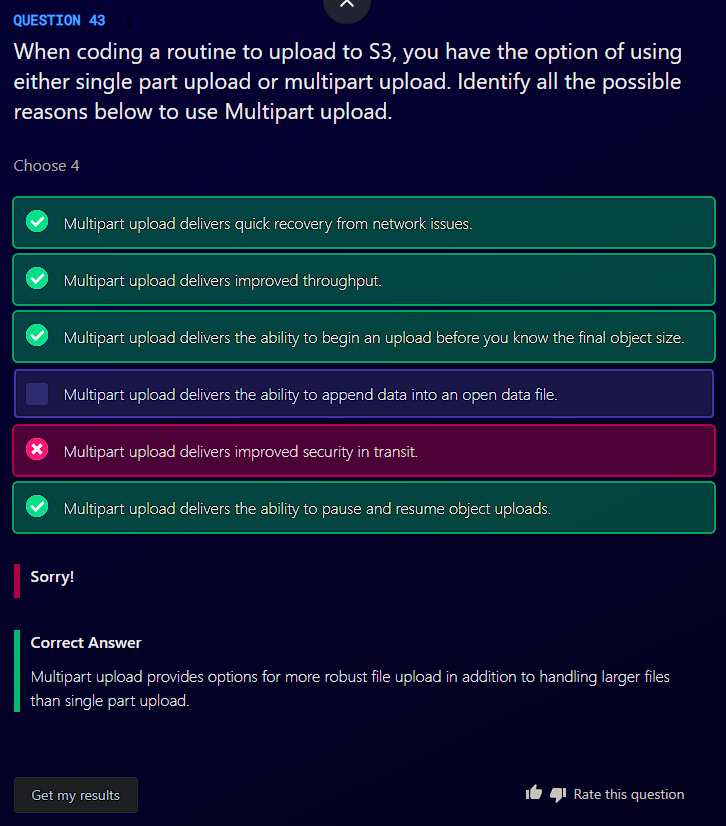 QUESTION 43
When coding a routine to upload to S3, you have the option of using
either single part upload or multipart upload. Identify all the possible
reasons below to use Multipart upload.
Choose 4
Multipart upload delivers quick recovery from network issues.
Multipart upload delivers improved throughput.
Multipart upload delivers the ability to begin an upload before you know the final object size.
Multipart upload delivers the ability to append data into an open data file.
Multipart upload delivers improved security in transit.
Multipart upload delivers the ability to pause and resume object uploads.
Sorry!
Correct Answer
Multipart upload provides options for more robust file upload in addition to handling larger files
than single part upload.
Get my results
Rate this question